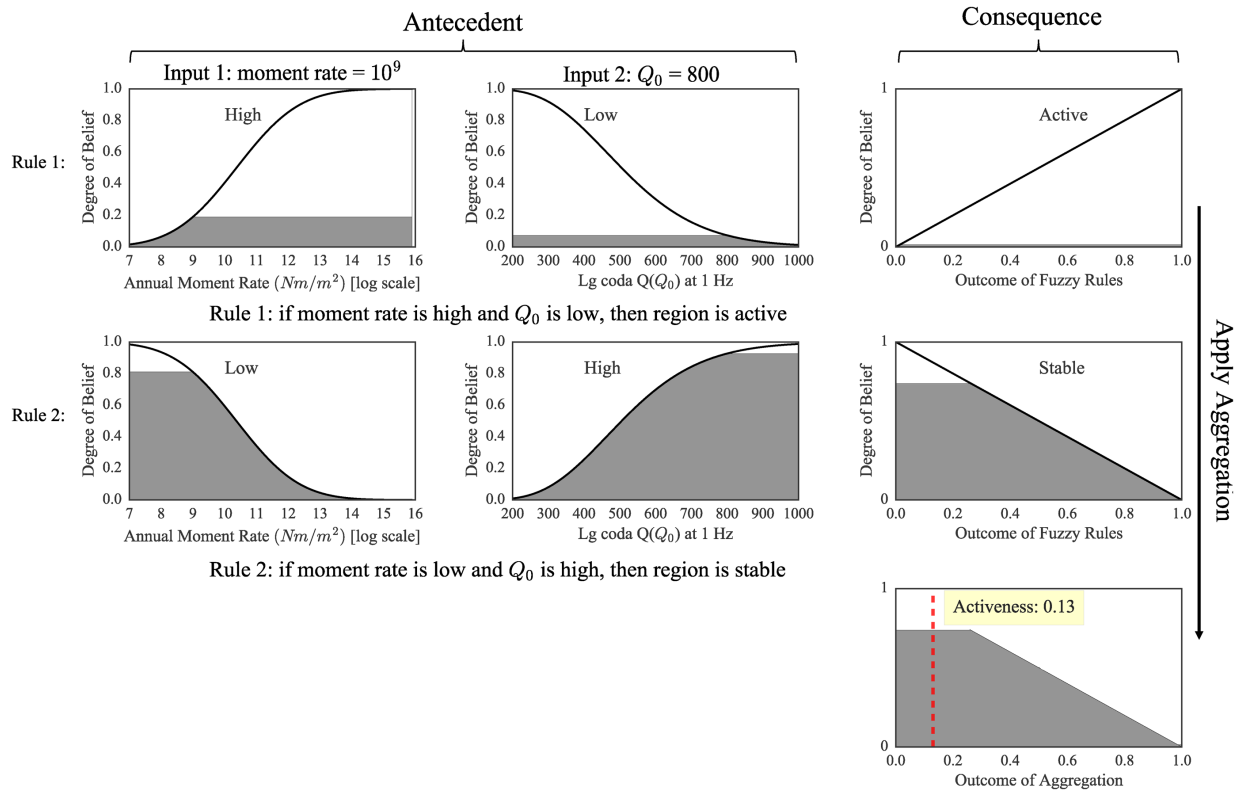 Antecedent
Consequence
Input 1: moment rate = 10⁹
Input 2: Q₀ = 800
Rule 1:
Degree of Belief
1.0
0.8
0.6
0.4
0.2
0.0
High
7 8 9 10 11 12 13 14 15 16
Annual Moment Rate (Nm/m²) [log scale]
Degree of Belief
1.0
0.8
0.6
0.4
0.2
0.0
Low
200 300 400 500 600 700 800 900 1000
Lg coda Q(Q₀) at 1 Hz
Degree of Belief
1
0
Active
0.0 0.2 0.4 0.6 0.8 1.0
Outcome of Fuzzy Rules
Rule 1: if moment rate is high and Q₀ is low, then region is active
Rule 2:
Degree of Belief
1.0
0.8
0.6
0.4
0.2
0.0
Low
7 8 9 10 11 12 13 14 15 16
Annual Moment Rate (Nm/m²) [log scale]
Degree of Belief
1.0
0.8
0.6
0.4
0.2
0.0
High
200 300 400 500 600 700 800 900 1000
Lg coda Q(Q₀) at 1 Hz
Degree of Belief
1
0
Stable
0.0 0.2 0.4 0.6 0.8 1.0
Outcome of Fuzzy Rules
Rule 2: if moment rate is low and Q₀ is high, then region is stable
Apply Aggregation
1
0
Activeness: 0.13
0.0 0.2 0.4 0.6 0.8 1.0
Outcome of Aggregation